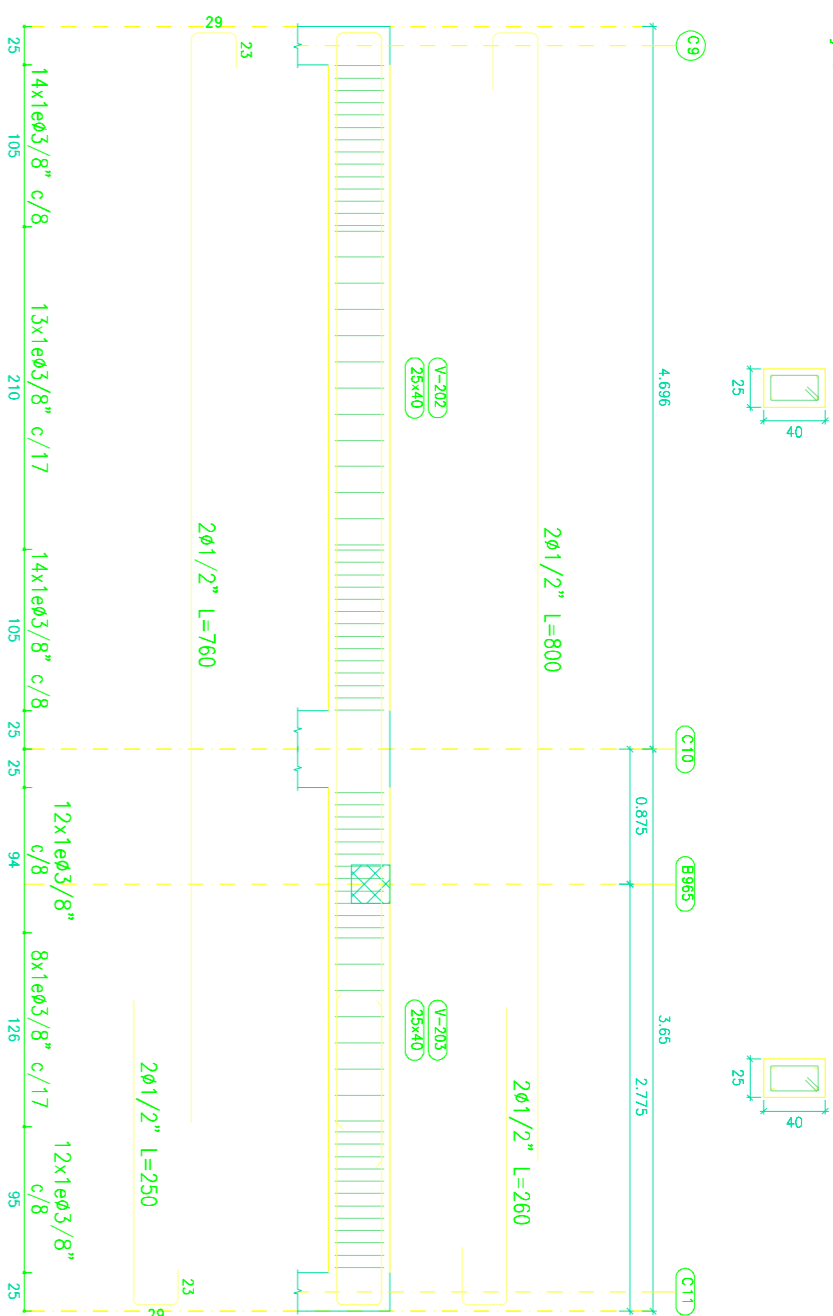 C9
C10
B965
C11
4.696
3.65
0.875
2.775
25
40
25
40
2ø1/2" L=800
2ø1/2" L=260
V-202
25x40
V-203
25x40
2ø1/2" L=760
2ø1/2" L=250
29
23
23
29
14x1eø3/8" c/8
13x1eø3/8" c/17
14x1eø3/8" c/8
12x1eø3/8"
c/8
8x1eø3/8" c/17
12x1eø3/8"
c/8
25
105
210
105
25
25
94
126
95
25